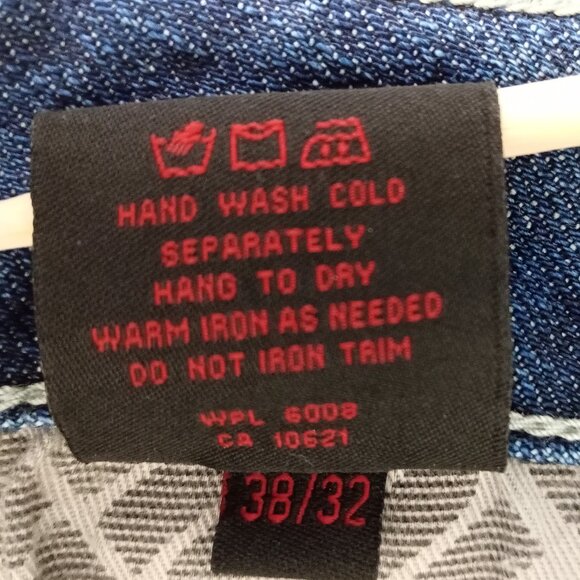 HAND WASH COLD
SEPARATELY
HANG TO DRY
WARM IRON AS NEEDED
DO NOT IRON TRIM
WPL 6009
CA 10621
38/32